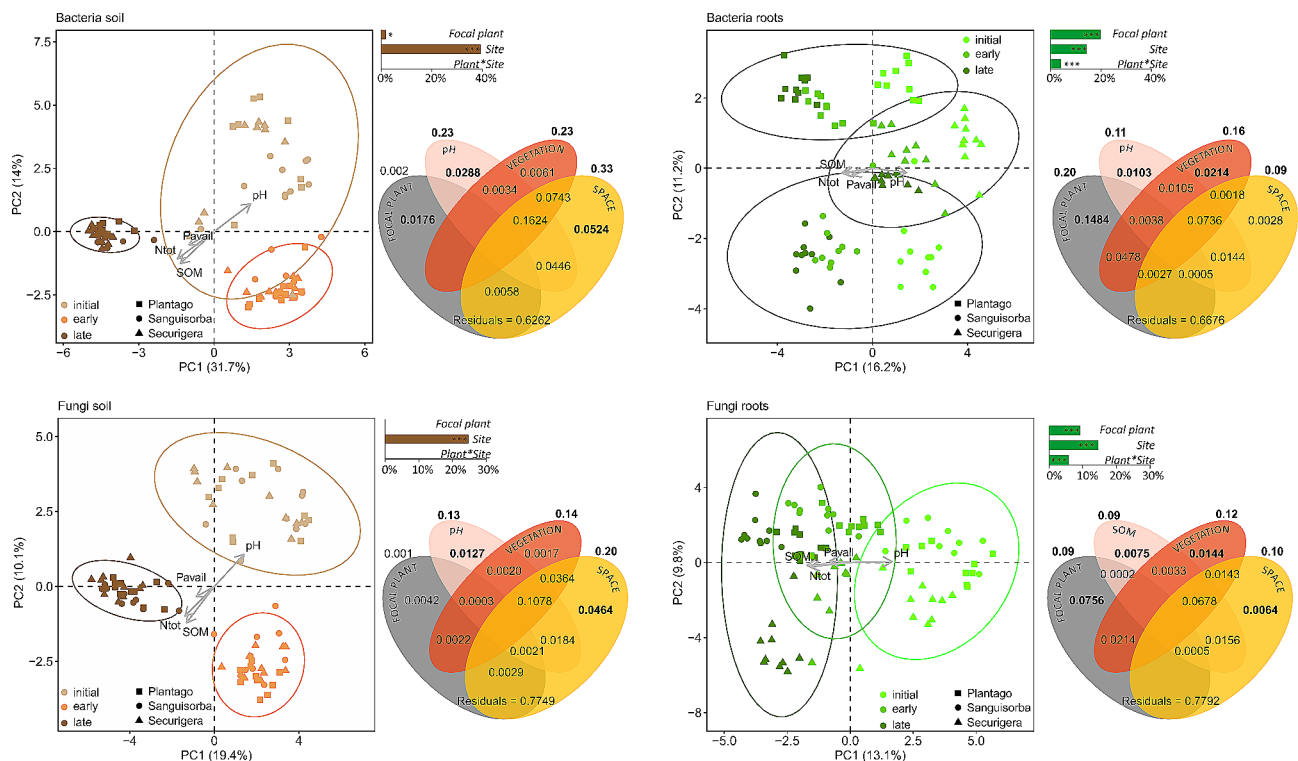 Bacteria soil
7.5
5.0
2.5
0.0
−2.5
PC2 (14%)
pH
Pavail
Ntot
SOM
initial
early
late
Plantago
Sanguisorba
Securigera
−6
−3
0
3
6
PC1 (31.7%)
* Focal plant
*** Site
Plant*Site
0%
20%
40%
0.23
0.23
0.002
pH
VEGETATION
0.33
FOCAL PLANT
0.0288
0.0061
SPACE
0.0034
0.0743
0.0176
0.1624
0.0524
0.0446
0.0058
Residuals = 0.6262
Bacteria roots
2
0
−2
−4
PC2 (11.2%)
initial
early
late
SOM
Ntot
Pavail
pH
Plantago
Sanguisorba
Securigera
−4
0
4
PC1 (16.2%)
*** Focal plant
*** Site
*** Plant*Site
0%
20%
40%
0.11
0.16
0.20
pH
VEGETATION
0.09
FOCAL PLANT
0.0103
0.0214
SPACE
0.0105
0.0018
0.1484
0.0038
0.0736
0.0028
0.0478
0.0144
0.0027
0.0005
Residuals = 0.6676
Fungi soil
5.0
2.5
0.0
−2.5
PC2 (10.1%)
pH
Pavail
Ntot
SOM
initial
early
late
Plantago
Sanguisorba
Securigera
−4
0
4
PC1 (19.4%)
Focal plant
*** Site
Plant*Site
0%
10%
20%
30%
0.13
0.14
0.001
pH
VEGETATION
0.20
FOCAL PLANT
0.0127
0.0017
SPACE
0.0020
0.0364
0.0042
0.0003
0.1078
0.0464
0.0022
0.0184
0.0021
0.0029
Residuals = 0.7749
Fungi roots
4
0
−4
−8
PC2 (9.8%)
SOM
Pavail
pH
Ntot
initial
early
late
Plantago
Sanguisorba
Securigera
−5.0
−2.5
0.0
2.5
5.0
PC1 (13.1%)
*** Focal plant
*** Site
*** Plant*Site
0%
10%
20%
30%
0.09
0.12
0.09
SOM
VEGETATION
0.10
FOCAL PLANT
0.0075
0.0144
SPACE
0.0002
0.0033
0.0143
0.0756
0.0678
0.0064
0.0214
0.0156
0.0005
Residuals = 0.7792